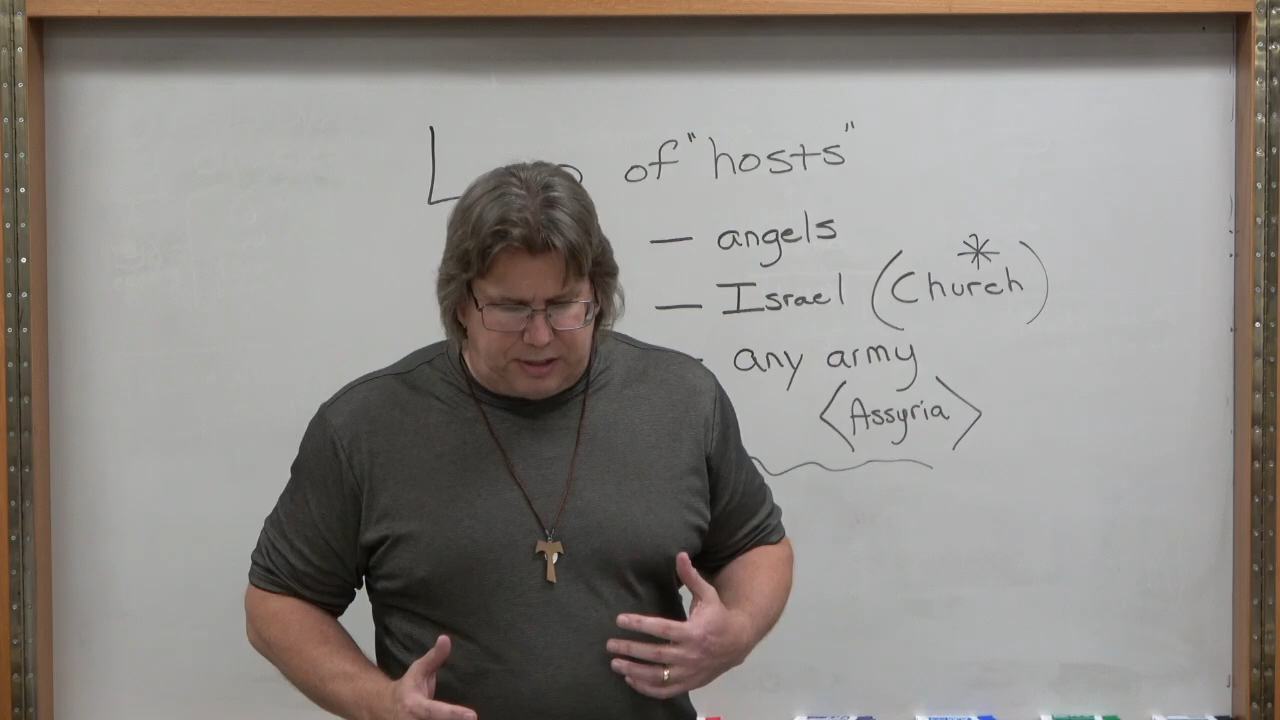 of "hosts"
— angels
— Israel (Church*)
- any army
<Assyria>